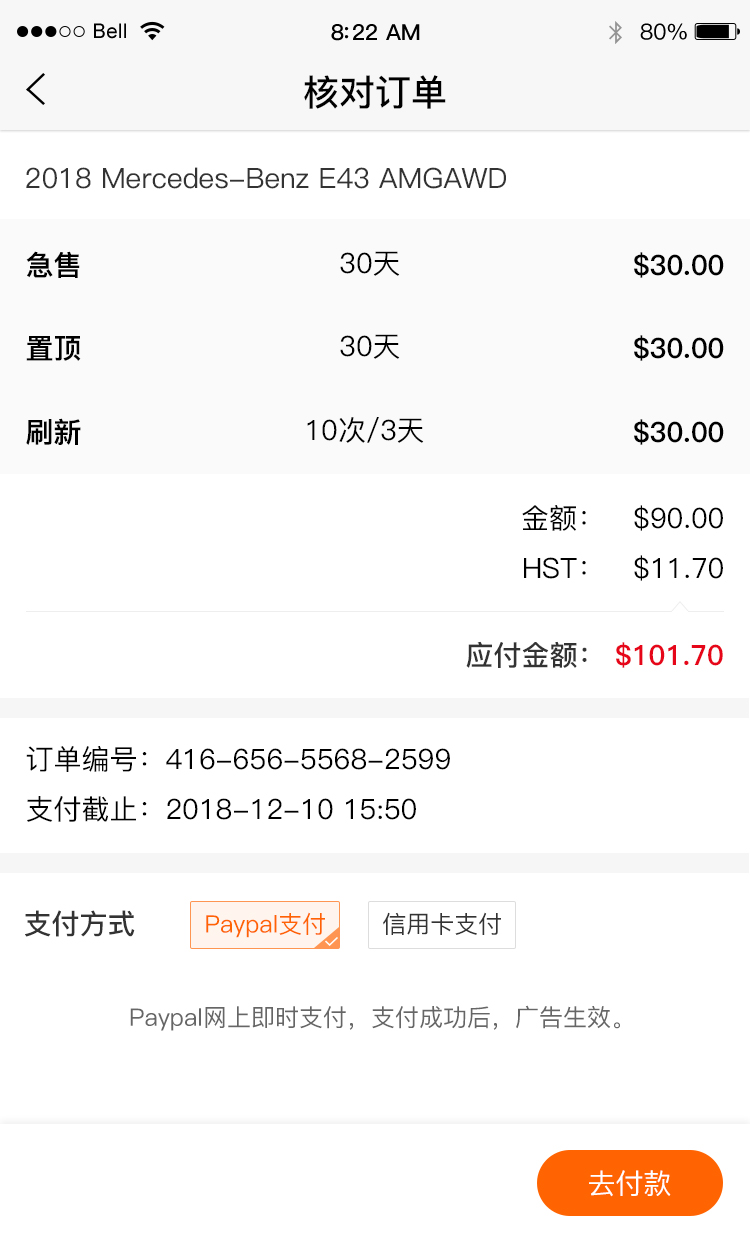 Bell 8:22 AM 80%
核对订单
2018 Mercedes-Benz E43 AMGAWD
急售 30天 $30.00
置顶 30天 $30.00
刷新 10次/3天 $30.00
金额： $90.00
HST： $11.70
应付金额： $101.70
订单编号：416-656-5568-2599
支付截止：2018-12-10 15:50
支付方式 Paypal支付 信用卡支付
Paypal网上即时支付，支付成功后，广告生效。
去付款